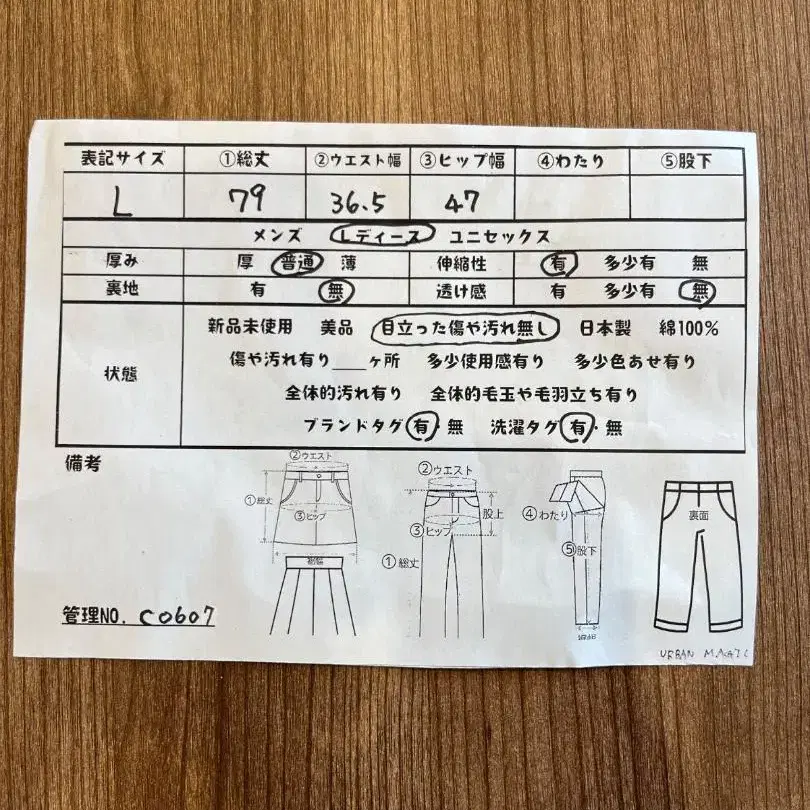 表記サイズ ①総丈 ②ウエスト幅 ③ヒップ幅 ④わたり ⑤股下
L 79 36.5 47
メンズ Lディース ユニセックス
厚み 厚 普通 薄 伸縮性 有 多少有 無
裏地 有 無 透け感 有 多少有 無
新品未使用 美品 目立った傷や汚れ無し 日本製 綿100%
傷や汚れ有り___ヶ所 多少使用感有り 多少色あせ有り
状態
全体的汚れ有り 全体的毛玉や毛羽立ち有り
ブランドタグ 有・無 洗濯タグ 有・無
備考
②ウエスト
①総丈
③ヒップ
裾幅
②ウエスト
股上
③ヒップ
①総丈
④わたり
⑤股下
裏面
管理NO. C0607
URBAN